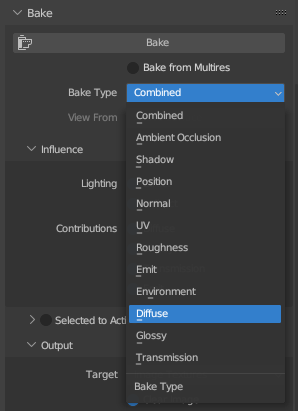 Bake
Bake
Bake from Multires
Bake Type
Combined
View From
Combined
Ambient Occlusion
Shadow
Influence
Position
Lighting
Normal
UV
Contributions
Roughness
Emit
Environment
Selected to Acti
Diffuse
Output
Glossy
Transmission
Target
Bake Type